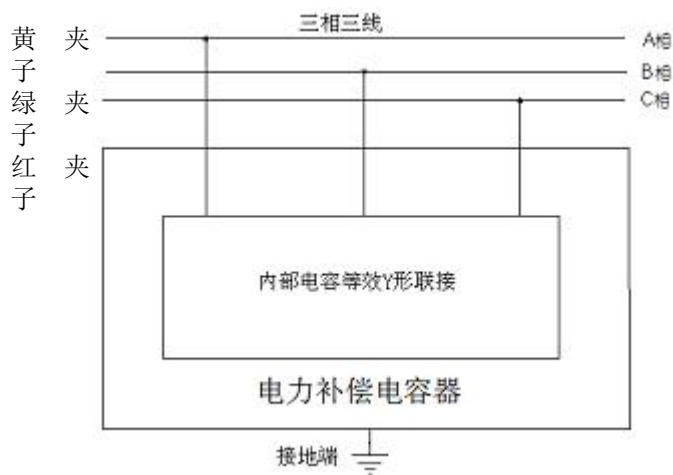 三相三线
黄 夹
子
绿 夹
子
红 夹
子
A相
B相
C相
内部电容等效Y形联接
电力补偿电容器
接地端